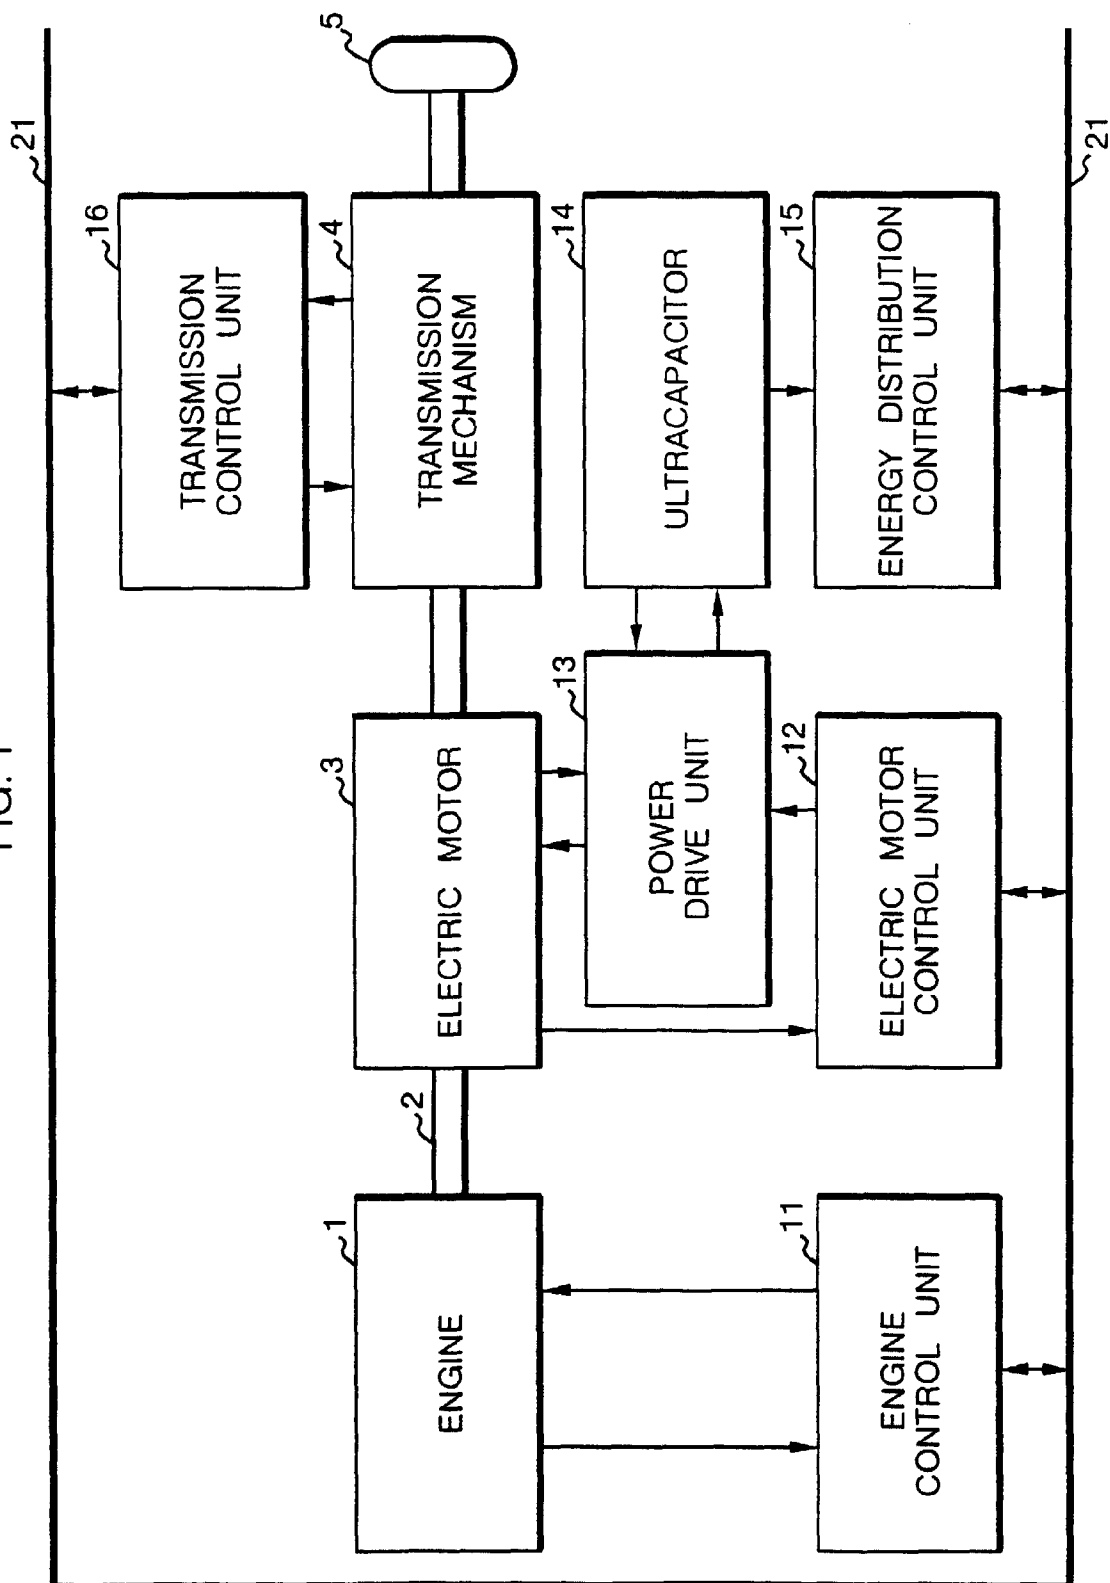 FIG. 1
21
16
TRANSMISSION
CONTROL UNIT
1
ENGINE
2
3
ELECTRIC MOTOR
4
TRANSMISSION
MECHANISM
5
13
POWER
DRIVE UNIT
14
ULTRACAPACITOR
11
ENGINE
CONTROL UNIT
12
ELECTRIC MOTOR
CONTROL UNIT
15
ENERGY DISTRIBUTION
CONTROL UNIT
21